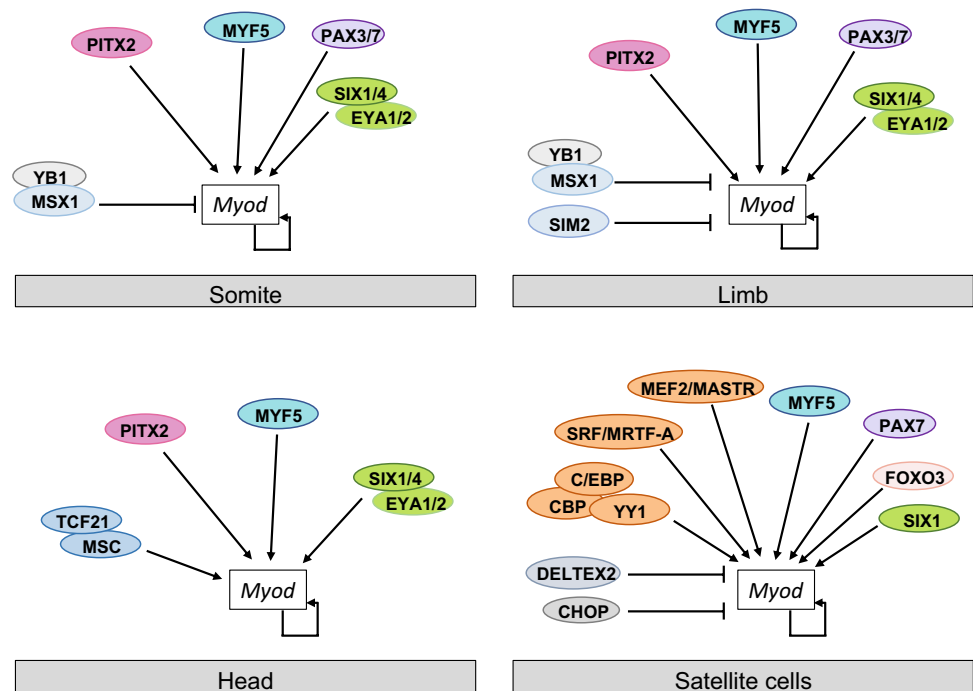 PITX2
MYF5
PAX3/7
SIX1/4
EYA1/2
YB1
MSX1
Myod
Somite
PITX2
MYF5
PAX3/7
SIX1/4
EYA1/2
YB1
MSX1
SIM2
Myod
Limb
PITX2
MYF5
SIX1/4
EYA1/2
TCF21
MSC
Myod
Head
MEF2/MASTR
MYF5
SRF/MRTF-A
PAX7
C/EBP
CBP
YY1
FOXO3
SIX1
DELTEX2
CHOP
Myod
Satellite cells